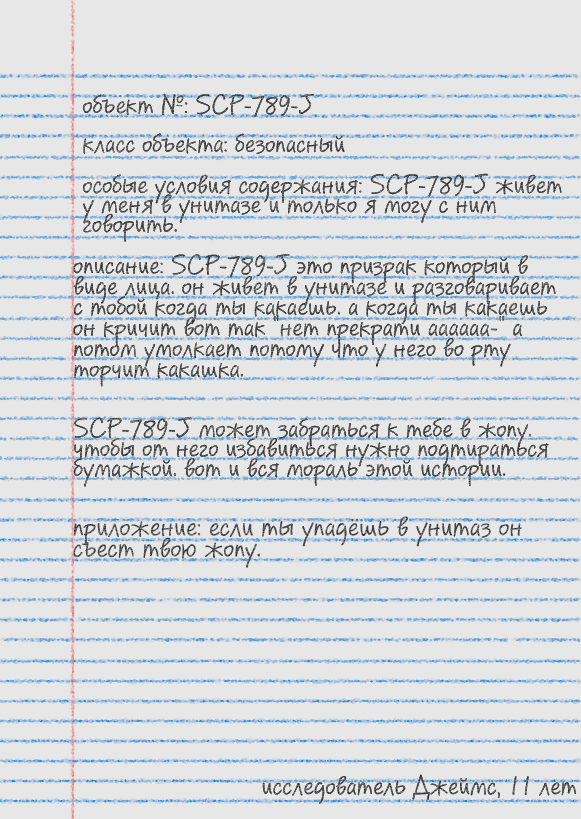 объект №: SCP-789-J
класс объекта: безопасный
особые условия содержания: SCP-789-J живет
у меня в унитазе и только я могу с ним
говорить.
описание: SCP-789-J это призрак который в
виде лица. он живет в унитазе и разговаривает
с тобой когда ты какаешь. а когда ты какаешь
он кричит вот так "нет прекрати аааааа-" а
потом умолкает потому что у него во рту
торчит какашка.
SCP-789-J может забраться к тебе в жопу.
чтобы от него избавиться нужно подтираться
бумажкой. вот и вся мораль этой истории.
приложение: если ты упадёшь в унитаз он
съест твою жопу.
исследователь Джеймс, 11 лет